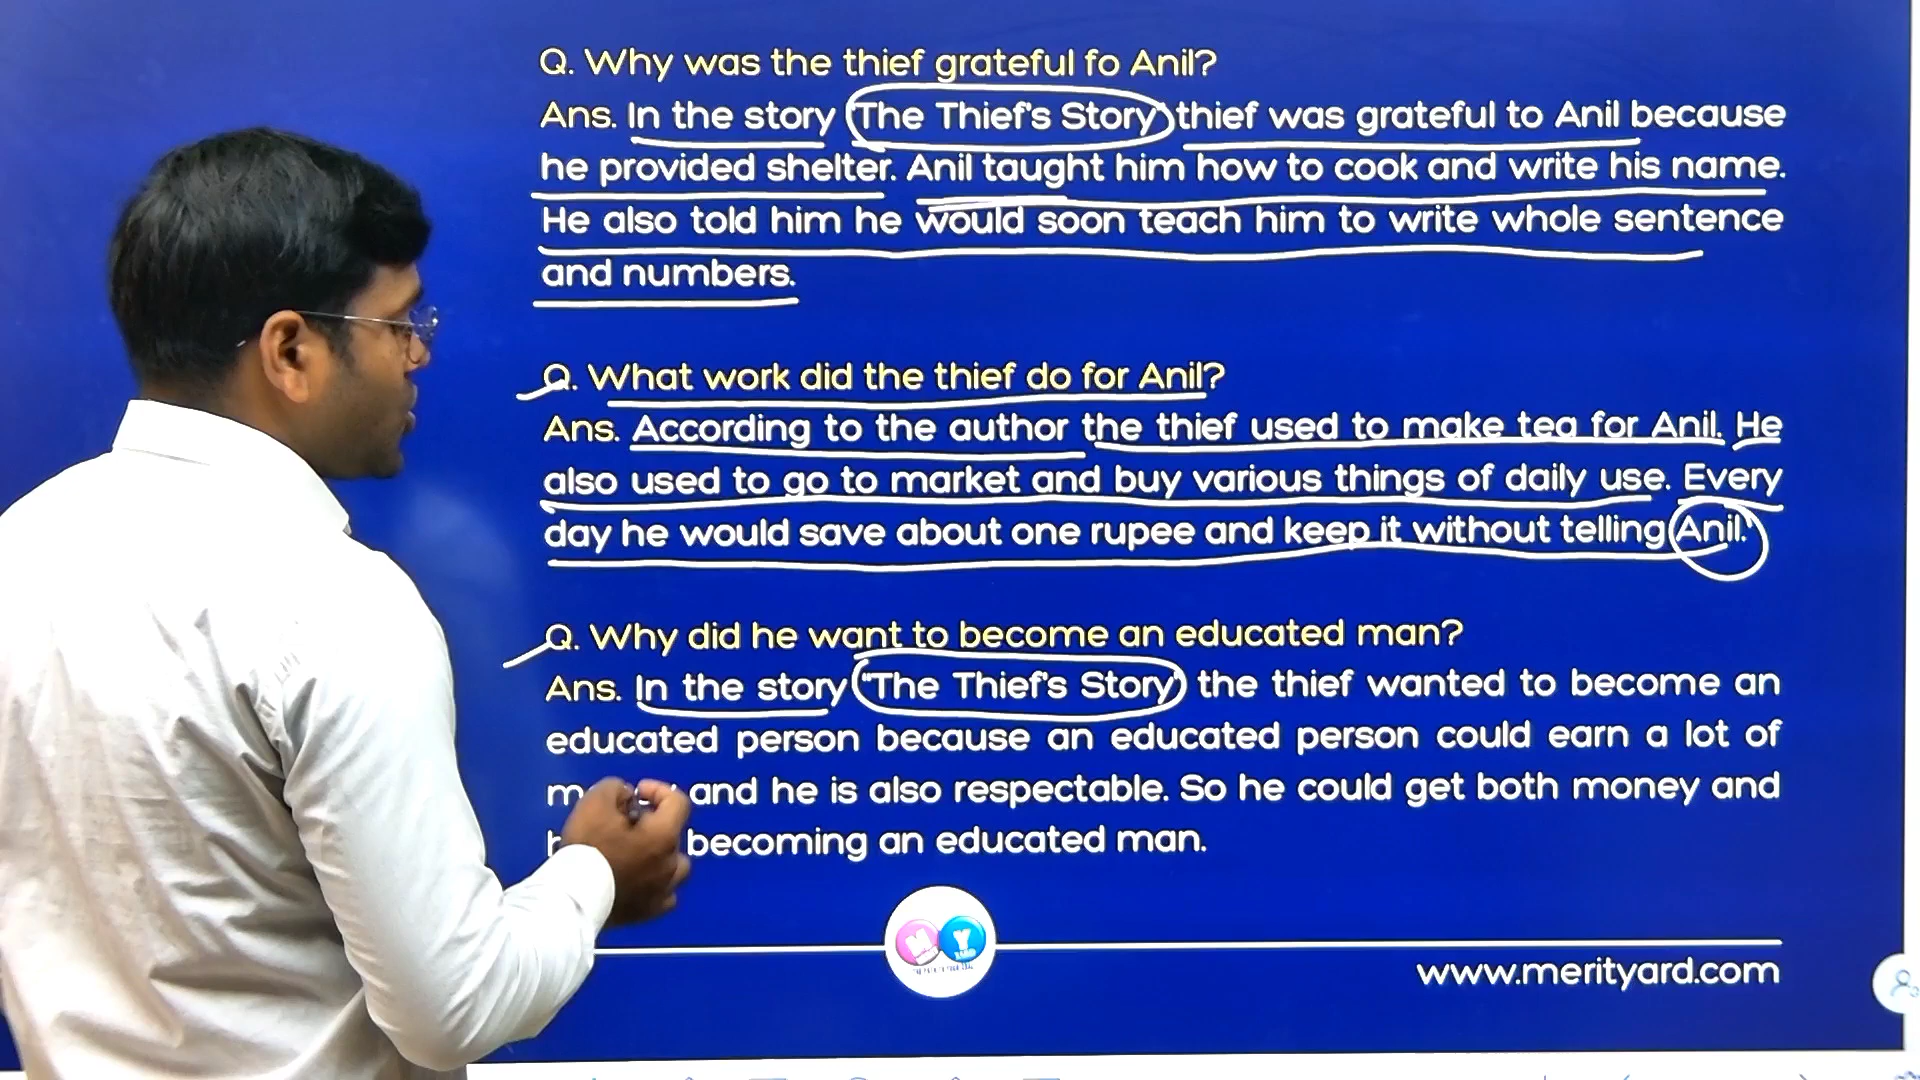 Q. Why was the thief grateful fo Anil?
Ans. In the story "The Thief's Story" thief was grateful to Anil because
he provided shelter. Anil taught him how to cook and write his name.
He also told him he would soon teach him to write whole sentence
and numbers.
Q. What work did the thief do for Anil?
Ans. According to the author the thief used to make tea for Anil. He
also used to go to market and buy various things of daily use. Every
day he would save about one rupee and keep it without telling Anil.
Q. Why did he want to become an educated man?
Ans. In the story "The Thief's Story" the thief wanted to become an
educated person because an educated person could earn a lot of
and he is also respectable. So he could get both money and
becoming an educated man.
M Y
www.merityard.com